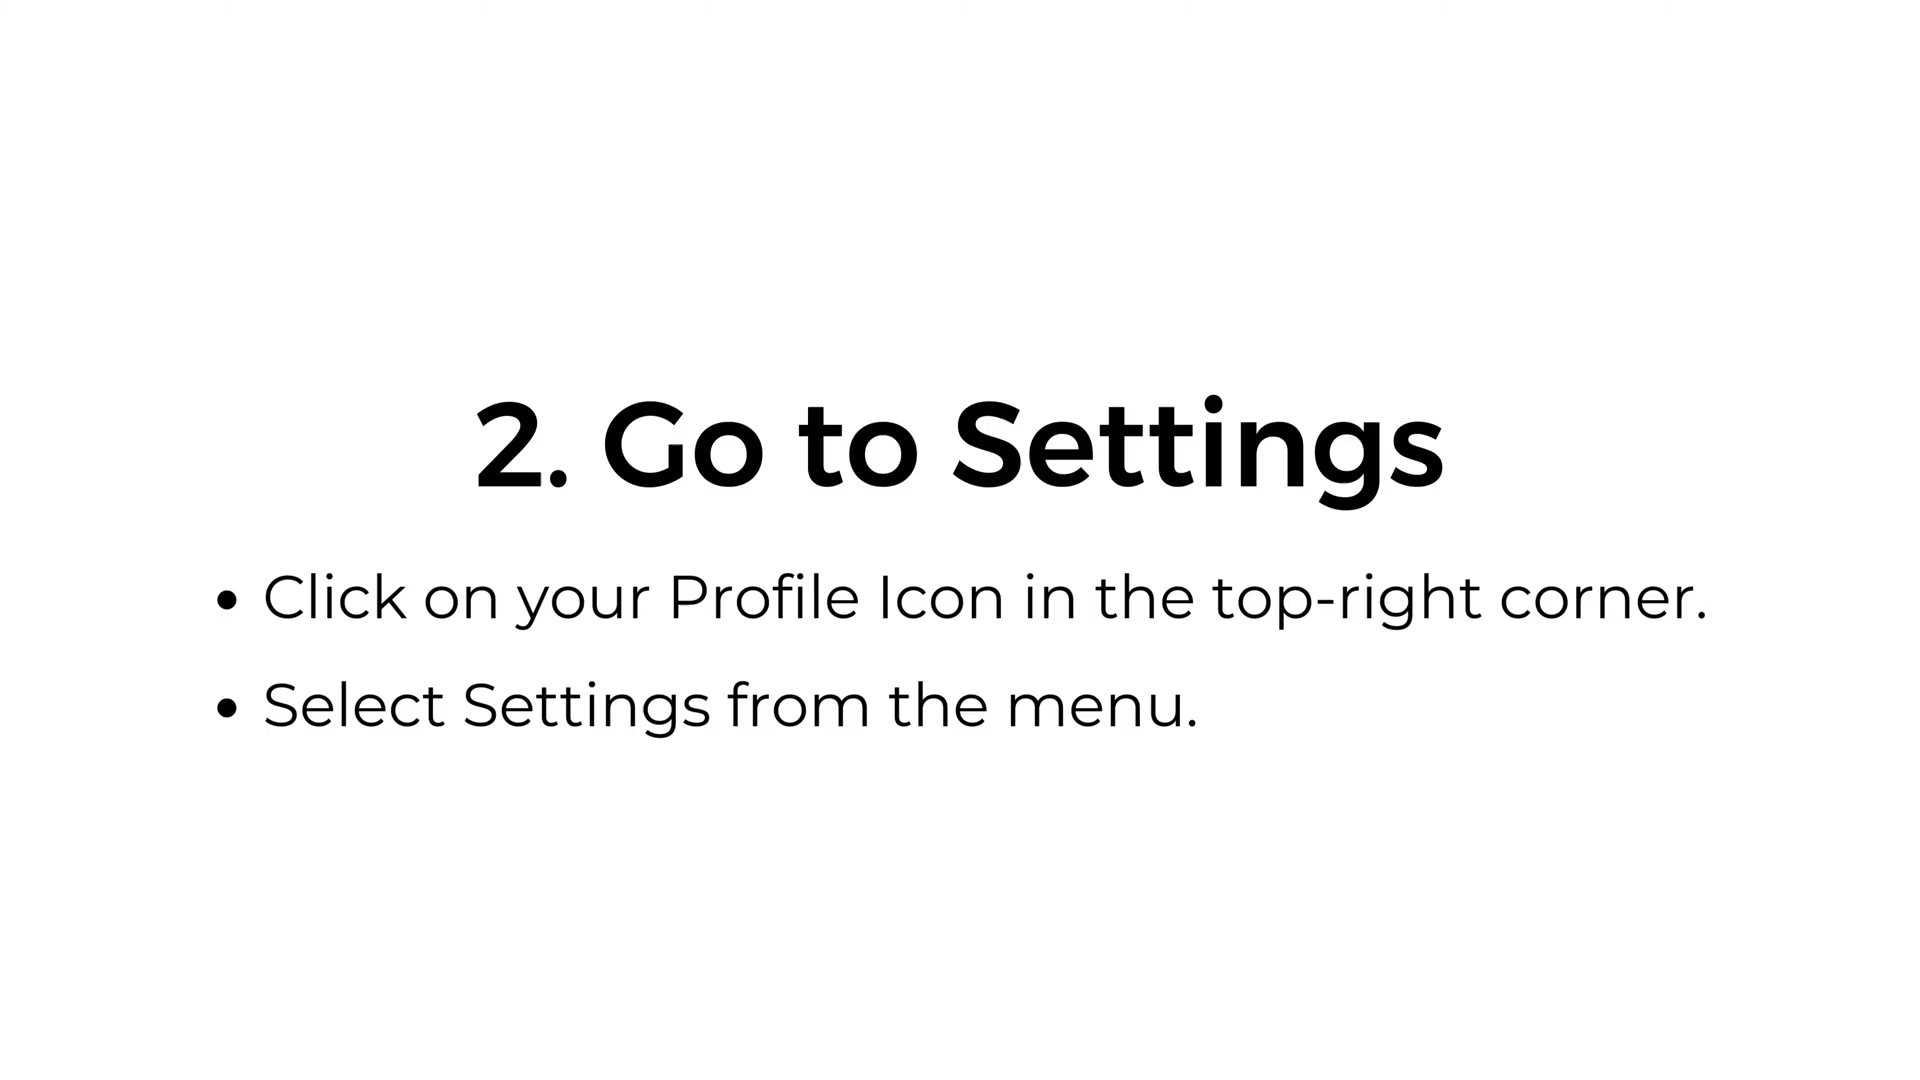 2. Go to Settings
• Click on your Profile Icon in the top-right corner.
• Select Settings from the menu.